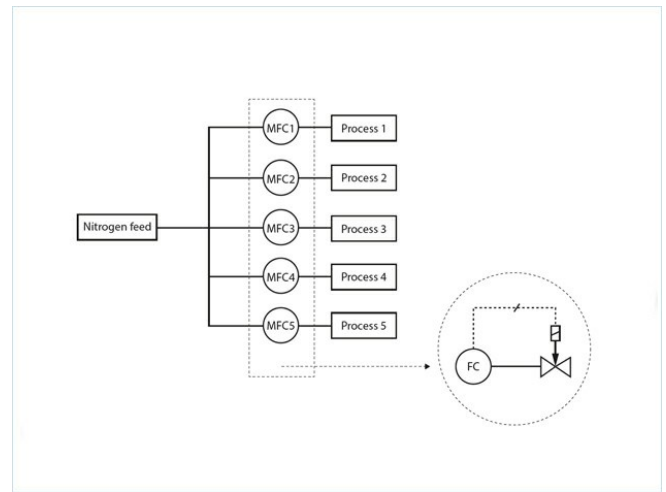 MFC1
Process 1
MFC2
Process 2
Nitrogen feed
MFC3
Process 3
MFC4
Process 4
MFC5
Process 5
FC